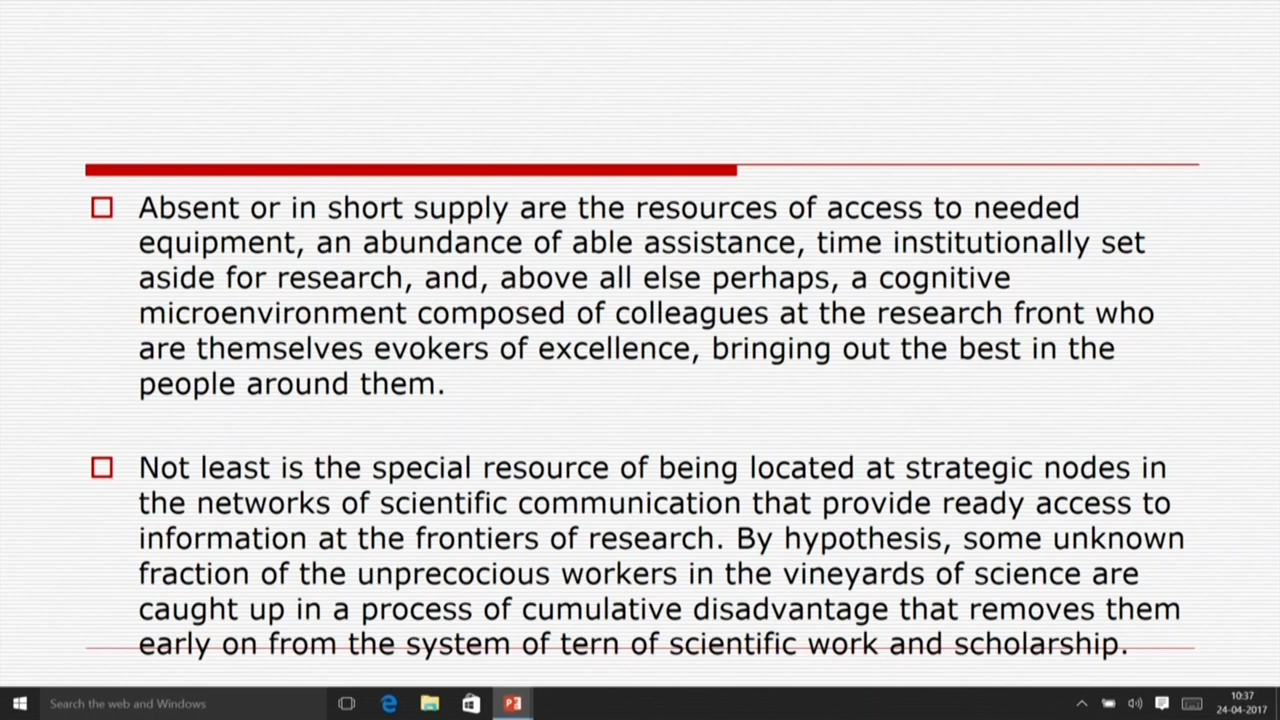 Absent or in short supply are the resources of access to needed
equipment, an abundance of able assistance, time institutionally set
aside for research, and, above all else perhaps, a cognitive
microenvironment composed of colleagues at the research front who
are themselves evokers of excellence, bringing out the best in the
people around them.
Not least is the special resource of being located at strategic nodes in
the networks of scientific communication that provide ready access to
information at the frontiers of research. By hypothesis, some unknown
fraction of the unprecocious workers in the vineyards of science are
caught up in a process of cumulative disadvantage that removes them
early on from the system of tern of scientific work and scholarship.
Search the web and Windows
10:37
24-04-2017